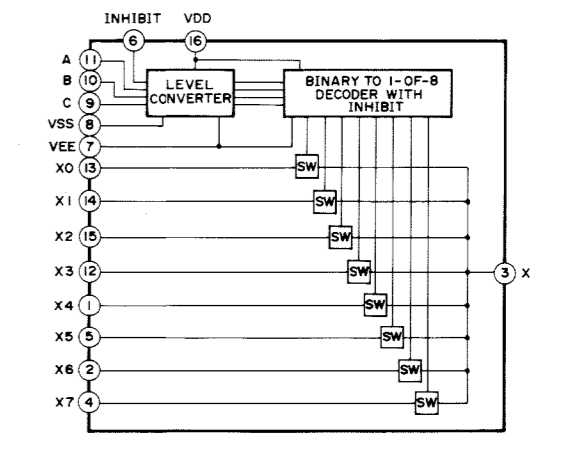 INHIBIT VDD
6 16
A 11
B 10
C 9
VSS 8
VEE 7
LEVEL
CONVERTER
BINARY TO 1-OF-8
DECODER WITH
INHIBIT
X0 13 SW
X1 14 SW
X2 15 SW
X3 12 SW
3 X
X4 1 SW
X5 5 SW
X6 2 SW
X7 4 SW